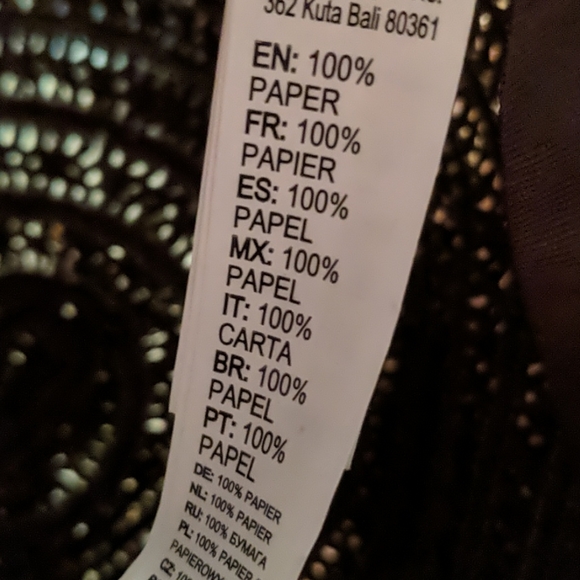 362 Kuta Bali 80361
EN: 100%
PAPER
FR: 100%
PAPIER
ES: 100%
PAPEL
MX: 100%
PAPEL
IT: 100%
CARTA
BR: 100%
PAPEL
PT: 100%
PAPEL
DE: 100% PAPIER
NL: 100% PAPIER
RU: 100% БУМАГА
PL: 100% PAPIER
CZ: